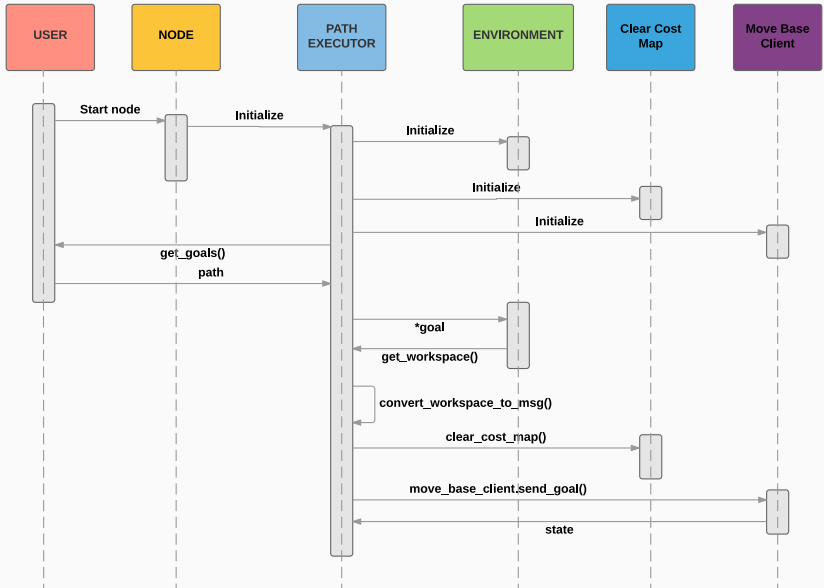 USER
NODE
PATH
EXECUTOR
ENVIRONMENT
Clear Cost
Map
Move Base
Client
Start node
Initialize
Initialize
Initialize
Initialize
get_goals()
path
*goal
get_workspace()
convert_workspace_to_msg()
clear_cost_map()
move_base_client.send_goal()
state